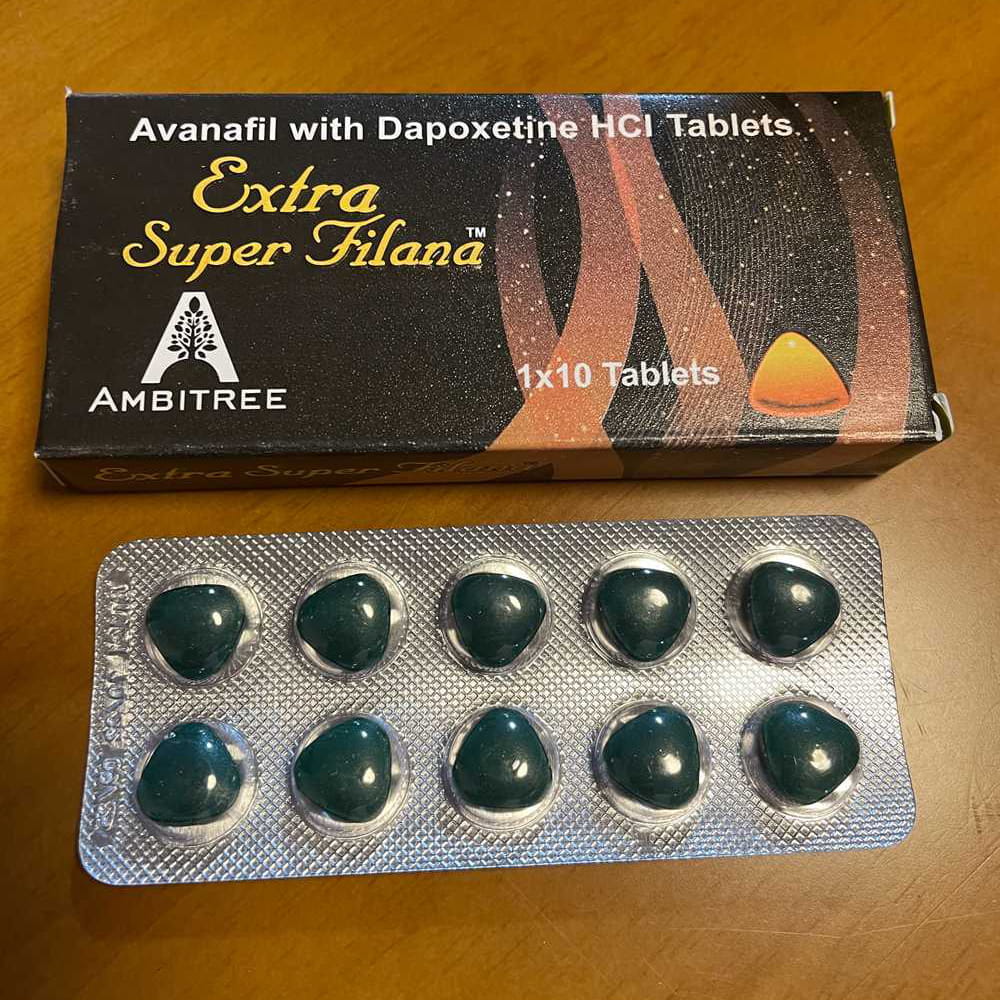 Avanafil with Dapoxetine HCl Tablets
Extra
Super Filana™
AMBITREE
1x10 Tablets
Extra Super Filana